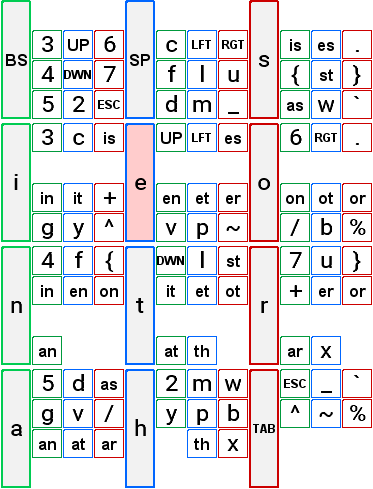 3 UP 6 c LFT RGT is es .
BS 4 DWN 7 SP f l u s { st }
5 2 ESC d m _ as w `
3 c is UP LFT es 6 RGT .
i e o
in it + en et er on ot or
g y ^ v p ~ / b %
4 f { DWN l st 7 u }
in en on it et ot + er or
n t r
an at th ar x
5 d as 2 m w ESC _ `
a g v / h y p b TAB ^ ~ %
an at ar th x